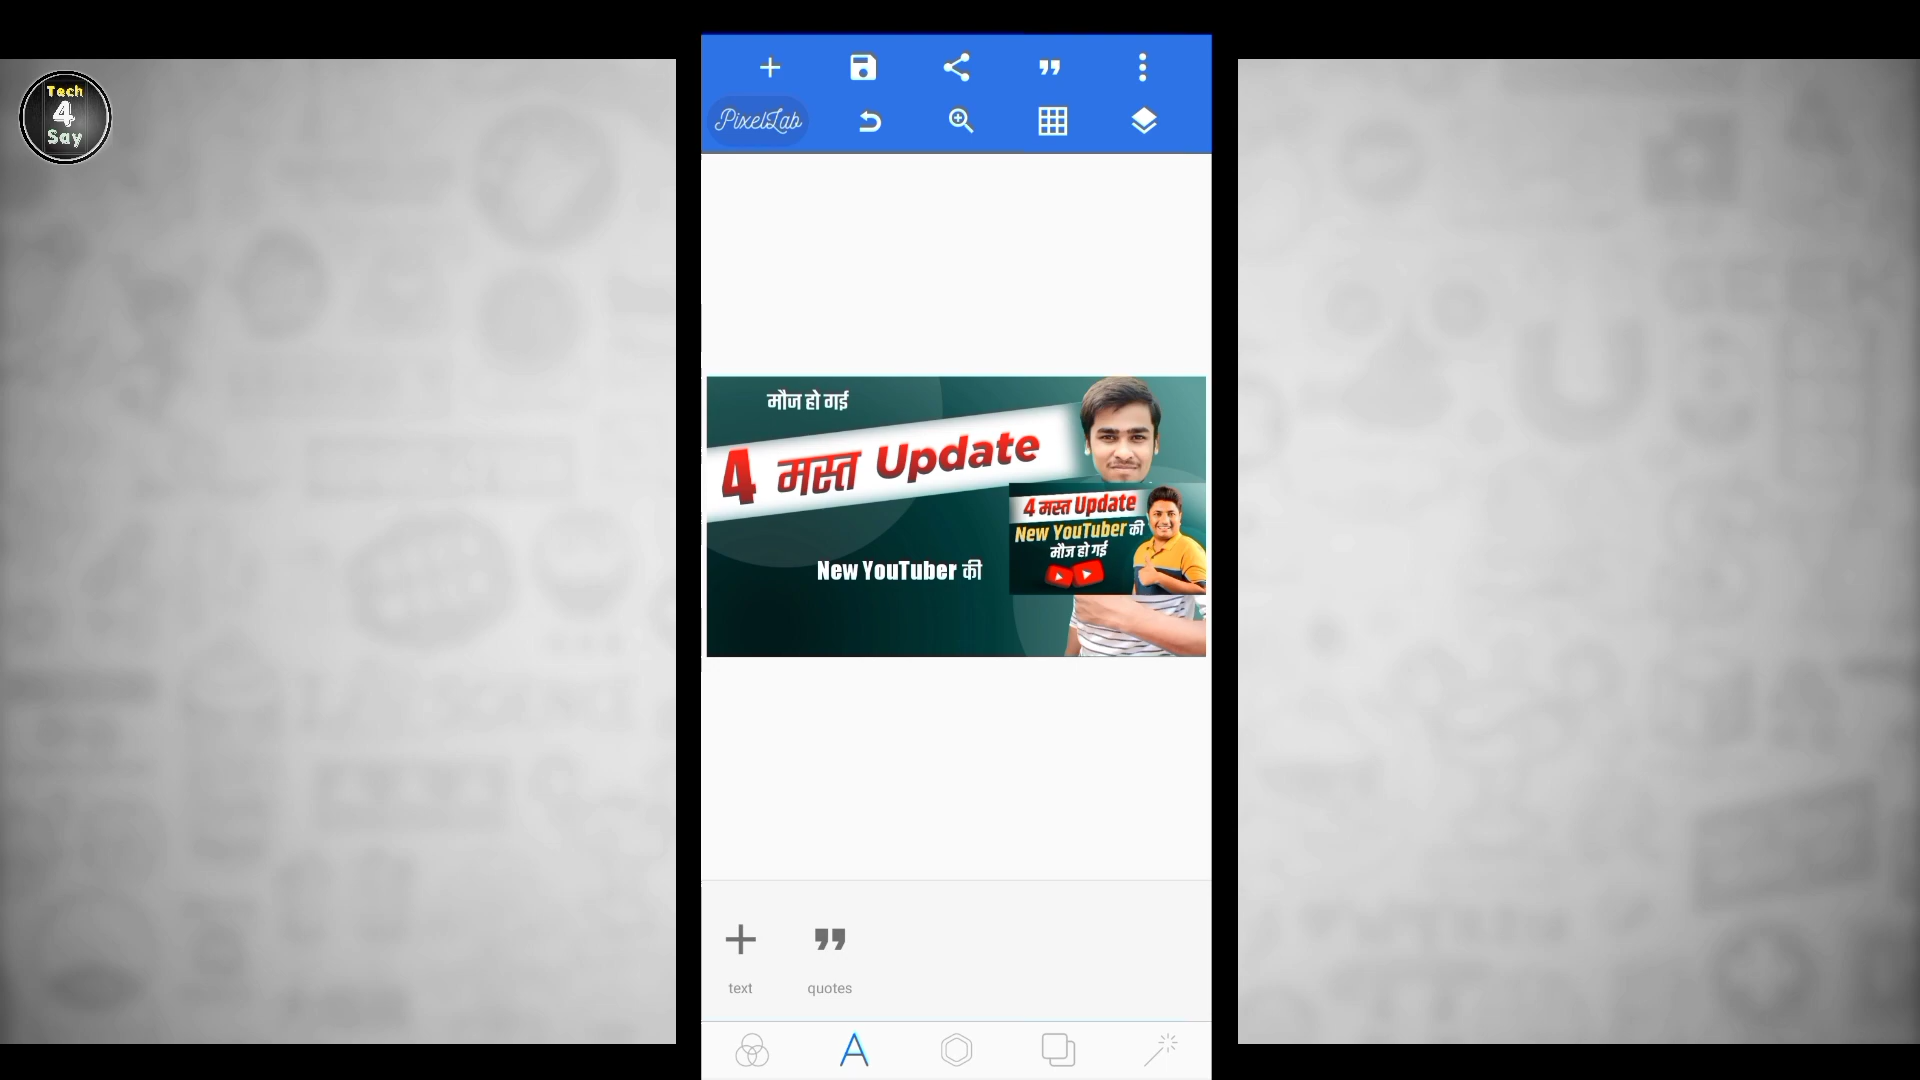 Tech
4
Say
PixelLab
मौज हो गई
4 मस्त Update
4 मस्त Update
New YouTuber की
मौज हो गई
New YouTuber की
text
quotes